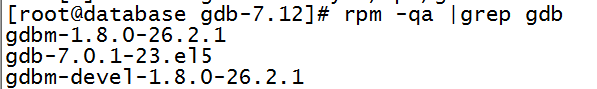 [root@database gdb-7.12]# rpm -qa |grep gdb
gdbm-1.8.0-26.2.1
gdb-7.0.1-23.el5
gdbm-devel-1.8.0-26.2.1